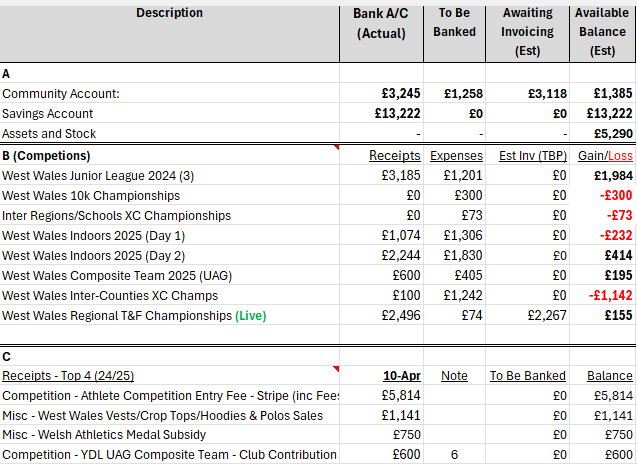 Description Bank A/C (Actual) To Be Banked Awaiting Invoicing (Est) Available Balance (Est)
A
Community Account: £3,245 £1,258 £3,118 £1,385
Savings Account £13,222 £0 £0 £13,222
Assets and Stock - - - £5,290
B (Competions) Receipts Expenses Est Inv (TBP) Gain/Loss
West Wales Junior League 2024 (3) £3,185 £1,201 £0 £1,984
West Wales 10k Championships £0 £300 £0 -£300
Inter Regions/Schools XC Championships £0 £73 £0 -£73
West Wales Indoors 2025 (Day 1) £1,074 £1,306 £0 -£232
West Wales Indoors 2025 (Day 2) £2,244 £1,830 £0 £414
West Wales Composite Team 2025 (UAG) £600 £405 £0 £195
West Wales Inter-Counties XC Champs £100 £1,242 £0 -£1,142
West Wales Regional T&F Championships (Live) £2,496 £74 £2,267 £155
C
Receipts - Top 4 (24/25) 10-Apr Note To Be Banked Balance
Competition - Athlete Competition Entry Fee - Stripe (inc Fees £5,814 £0 £5,814
Misc - West Wales Vests/Crop Tops/Hoodies & Polos Sales £1,141 £0 £1,141
Misc - Welsh Athletics Medal Subsidy £750 £0 £750
Competition - YDL UAG Composite Team - Club Contribution £600 6 £0 £600